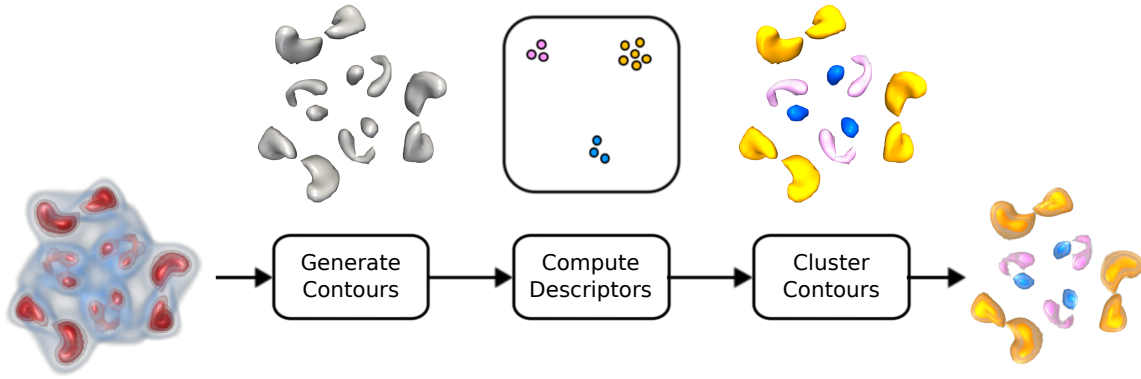 Generate
Contours
Compute
Descriptors
Cluster
Contours